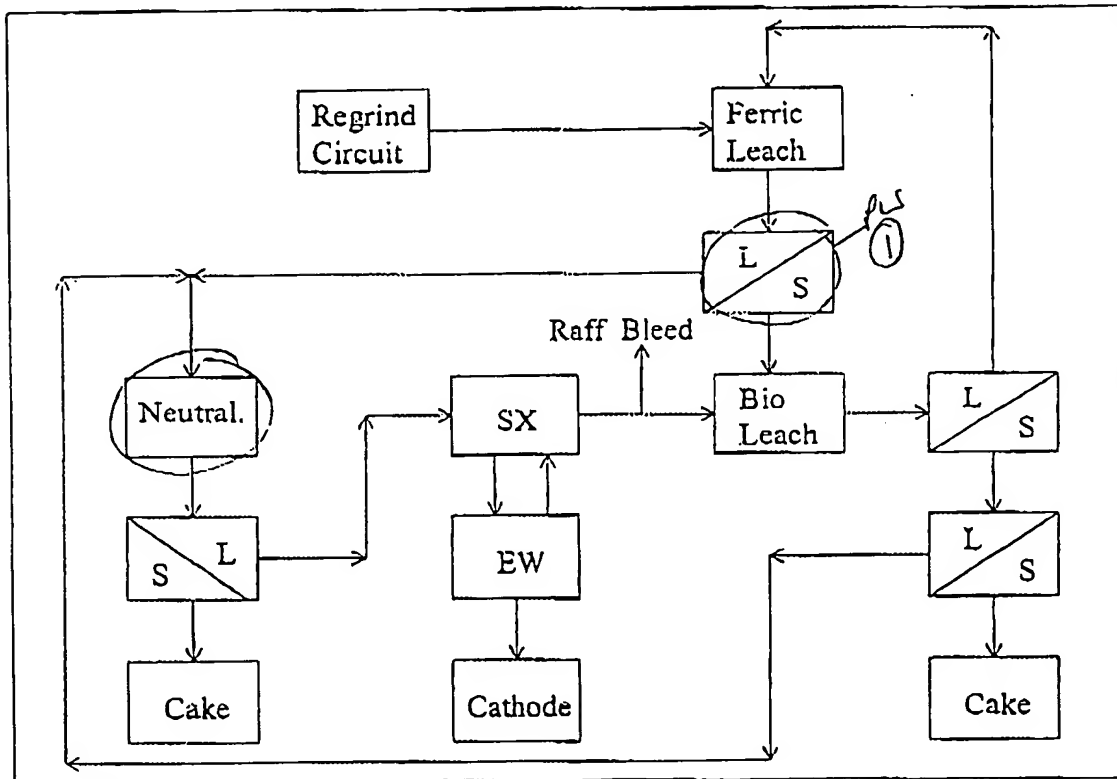 Regrind
Circuit
Ferric
Leach
L
S
①
Raff Bleed
Neutral.
SX
Bio
Leach
L
S
S
L
EW
L
S
Cake
Cathode
Cake